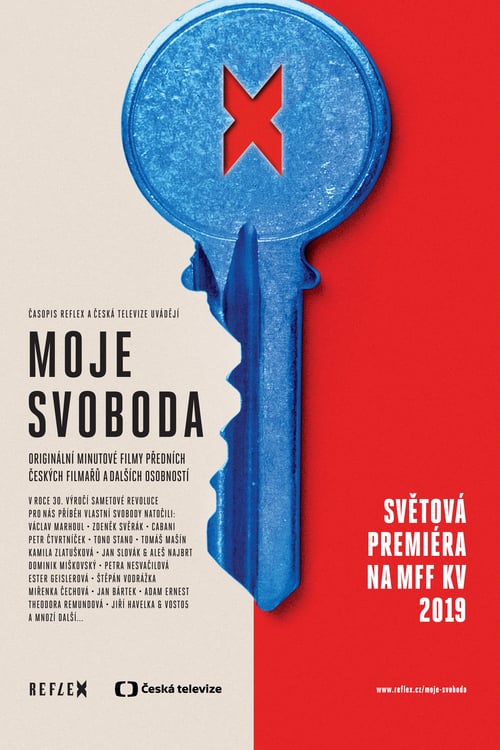 ČASOPIS REFLEX A ČESKÁ TELEVIZE UVÁDĚJÍ
MOJE
SVOBODA
ORIGINÁLNÍ MINUTOVÉ FILMY PŘEDNÍCH
ČESKÝCH FILMAŘŮ A DALŠÍCH OSOBNOSTÍ
V ROCE 30. VÝROČÍ SAMETOVÉ REVOLUCE
PRO NÁS PŘÍBĚH VLASTNÍ SVOBODY NATOČILI:
VÁCLAV MARHOUL • ZDENĚK SVĚRÁK • CABANI
PETR ČTVRTNÍČEK • TONO STANO • TOMÁŠ MAŠÍN
KAMILA ZLATUŠKOVÁ • JAN SLOVÁK & ALEŠ NAJBRT
DOMINIK MIŠKOVSKÝ • PETRA NESVAČILOVÁ
ESTER GEISLEROVÁ • ŠTĚPÁN VODRÁŽKA
MIŘENKA ČECHOVÁ • JAN BÁRTEK • ADAM ERNEST
THEODORA REMUNDOVÁ • JIŘÍ HAVELKA & VOSTO5
A MNOZÍ DALŠÍ...
SVĚTOVÁ
PREMIÉRA
NA MFF KV
2019
REFLEX
Česká televize
www.reflex.cz/moje-svoboda